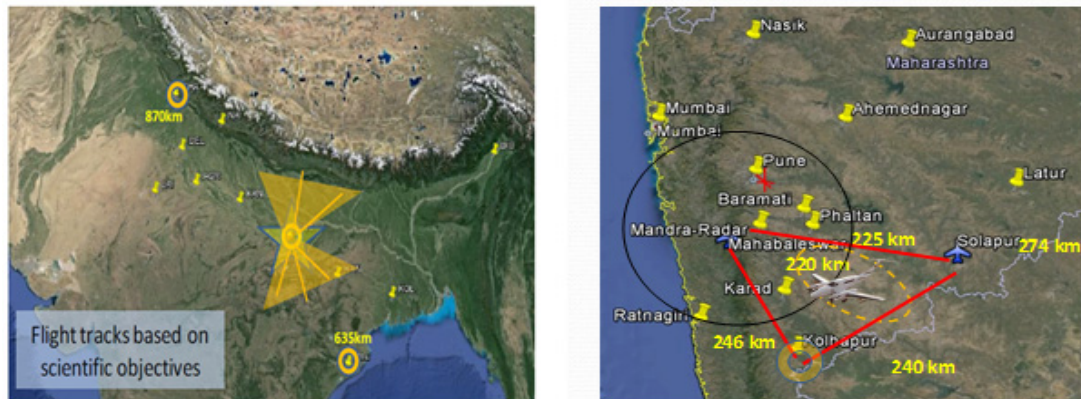 870km
635km
KOL
Flight tracks based on
scientific objectives
Nasik
Aurangabad
Maharashtra
Mumbai
Mumbai
Ahemednagar
Pune
Latur
Baramati
Phaltan
Mandra-Radar
225 km
Solapur
274 km
220 km
Karad
Ratnagiri
246 km
Kolhapur
240 km